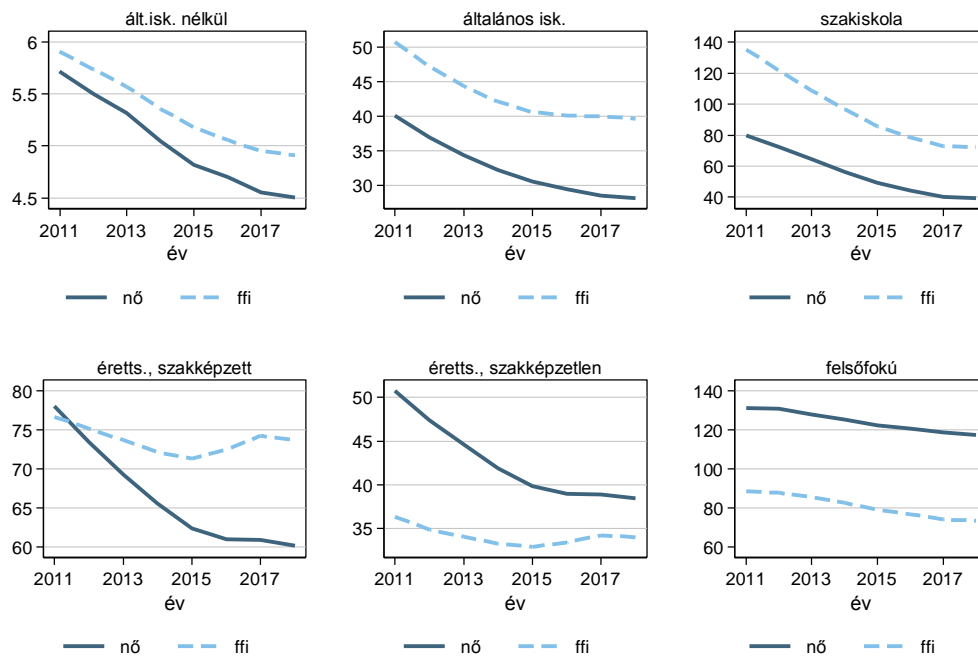 ált.isk. nélkül
6
5.5
5
4.5
2011 2013 2015 2017
év
nő ffi
általános isk.
50
45
40
35
30
2011 2013 2015 2017
év
nő ffi
szakiskola
140
120
100
80
60
40
2011 2013 2015 2017
év
nő ffi
éretts., szakképzett
80
75
70
65
60
2011 2013 2015 2017
év
nő ffi
éretts., szakképzetlen
50
45
40
35
2011 2013 2015 2017
év
nő ffi
felsőfokú
140
120
100
80
60
2011 2013 2015 2017
év
nő ffi